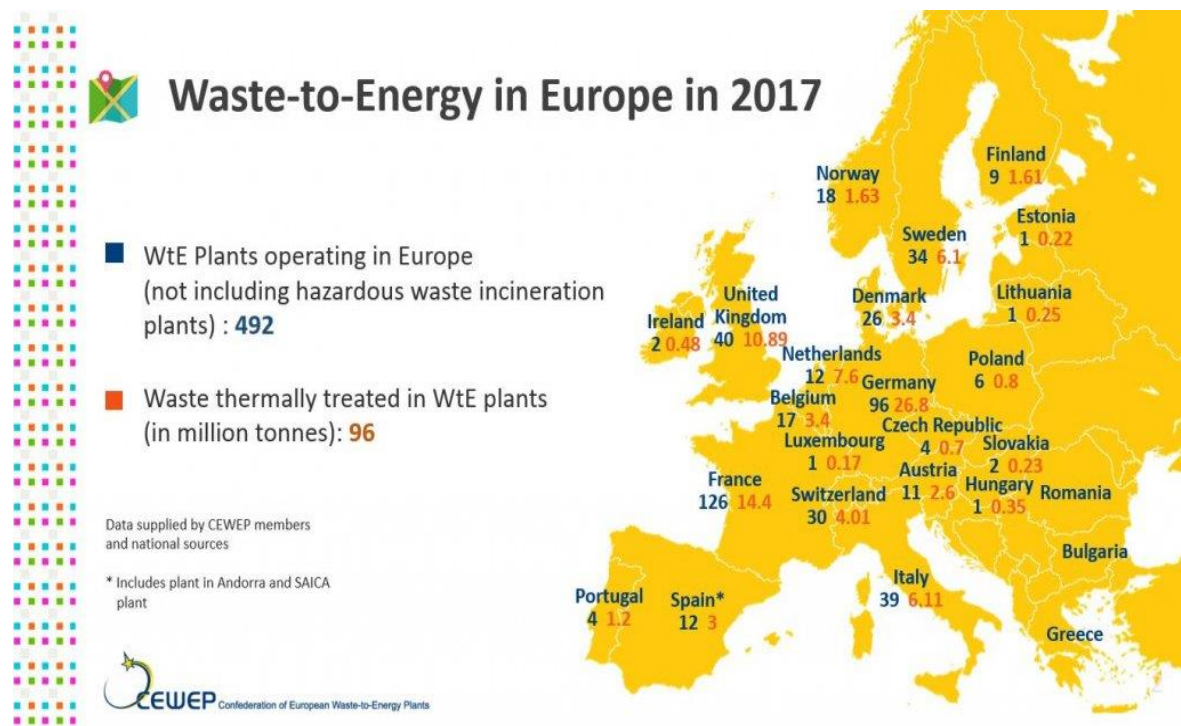 Waste-to-Energy in Europe in 2017
WtE Plants operating in Europe
(not including hazardous waste incineration
plants) : 492
Waste thermally treated in WtE plants
(in million tonnes): 96
Data supplied by CEWEP members
and national sources
* Includes plant in Andorra and SAICA
plant
CEWEP Confederation of European Waste-to-Energy Plants
Finland
9 1.61
Norway
18 1.63
Estonia
1 0.22
Sweden
34 6.1
Lithuania
1 0.25
Denmark
26 3.4
United
Kingdom
40 10.89
Ireland
2 0.48
Netherlands
12 7.6
Poland
6 0.8
Germany
96 26.8
Belgium
17 3.4
Czech Republic
4 0.7
Luxembourg
1 0.17
Slovakia
2 0.23
Austria
11 2.6
Hungary
1 0.35
Romania
France
126 14.4
Switzerland
30 4.01
Bulgaria
Italy
39 6.11
Portugal
4 1.2
Spain*
12 3
Greece